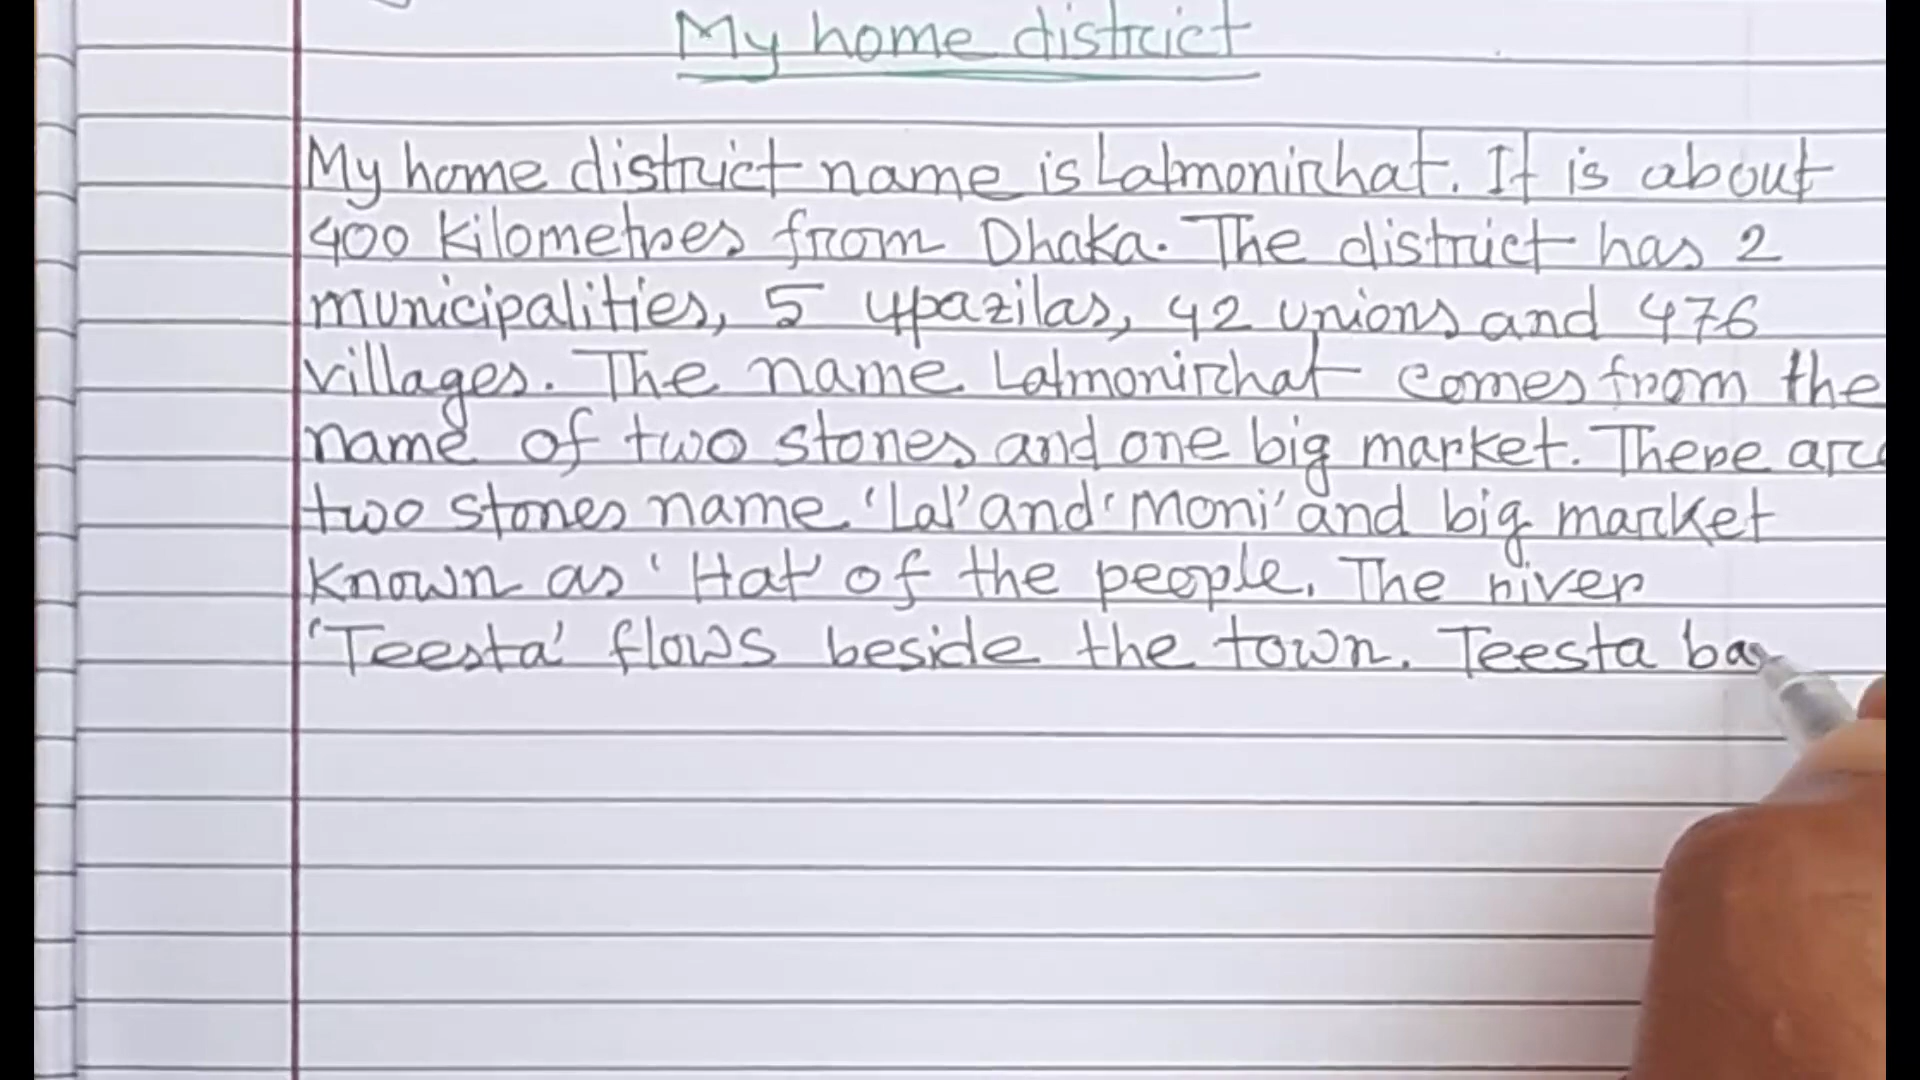 My home district
My home district name is Lalmonirhat. It is about
400 kilometres from Dhaka. The district has 2
municipalities, 5 upazilas, 42 unions and 476
villages. The name Lalmonirhat comes from the
name of two stones and one big market. There are
two stones name 'Lal' and 'Moni' and big market
known as 'Hat' of the people. The river
'Teesta' flows beside the town. Teesta ba